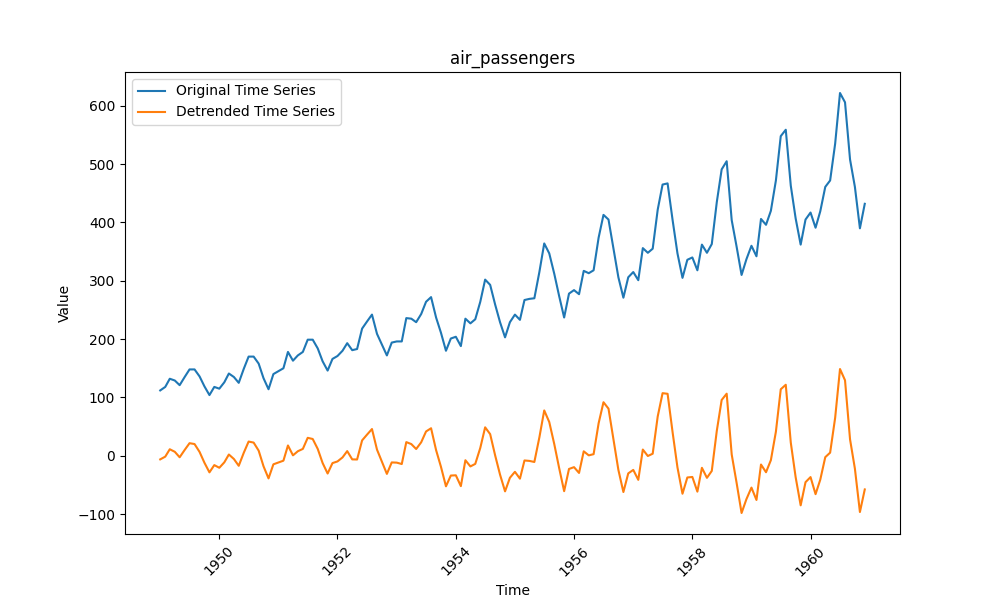 air_passengers
Original Time Series
Detrended Time Series
600
500
400
300
200
100
0
−100
Value
1950
1952
1954
1956
1958
1960
Time